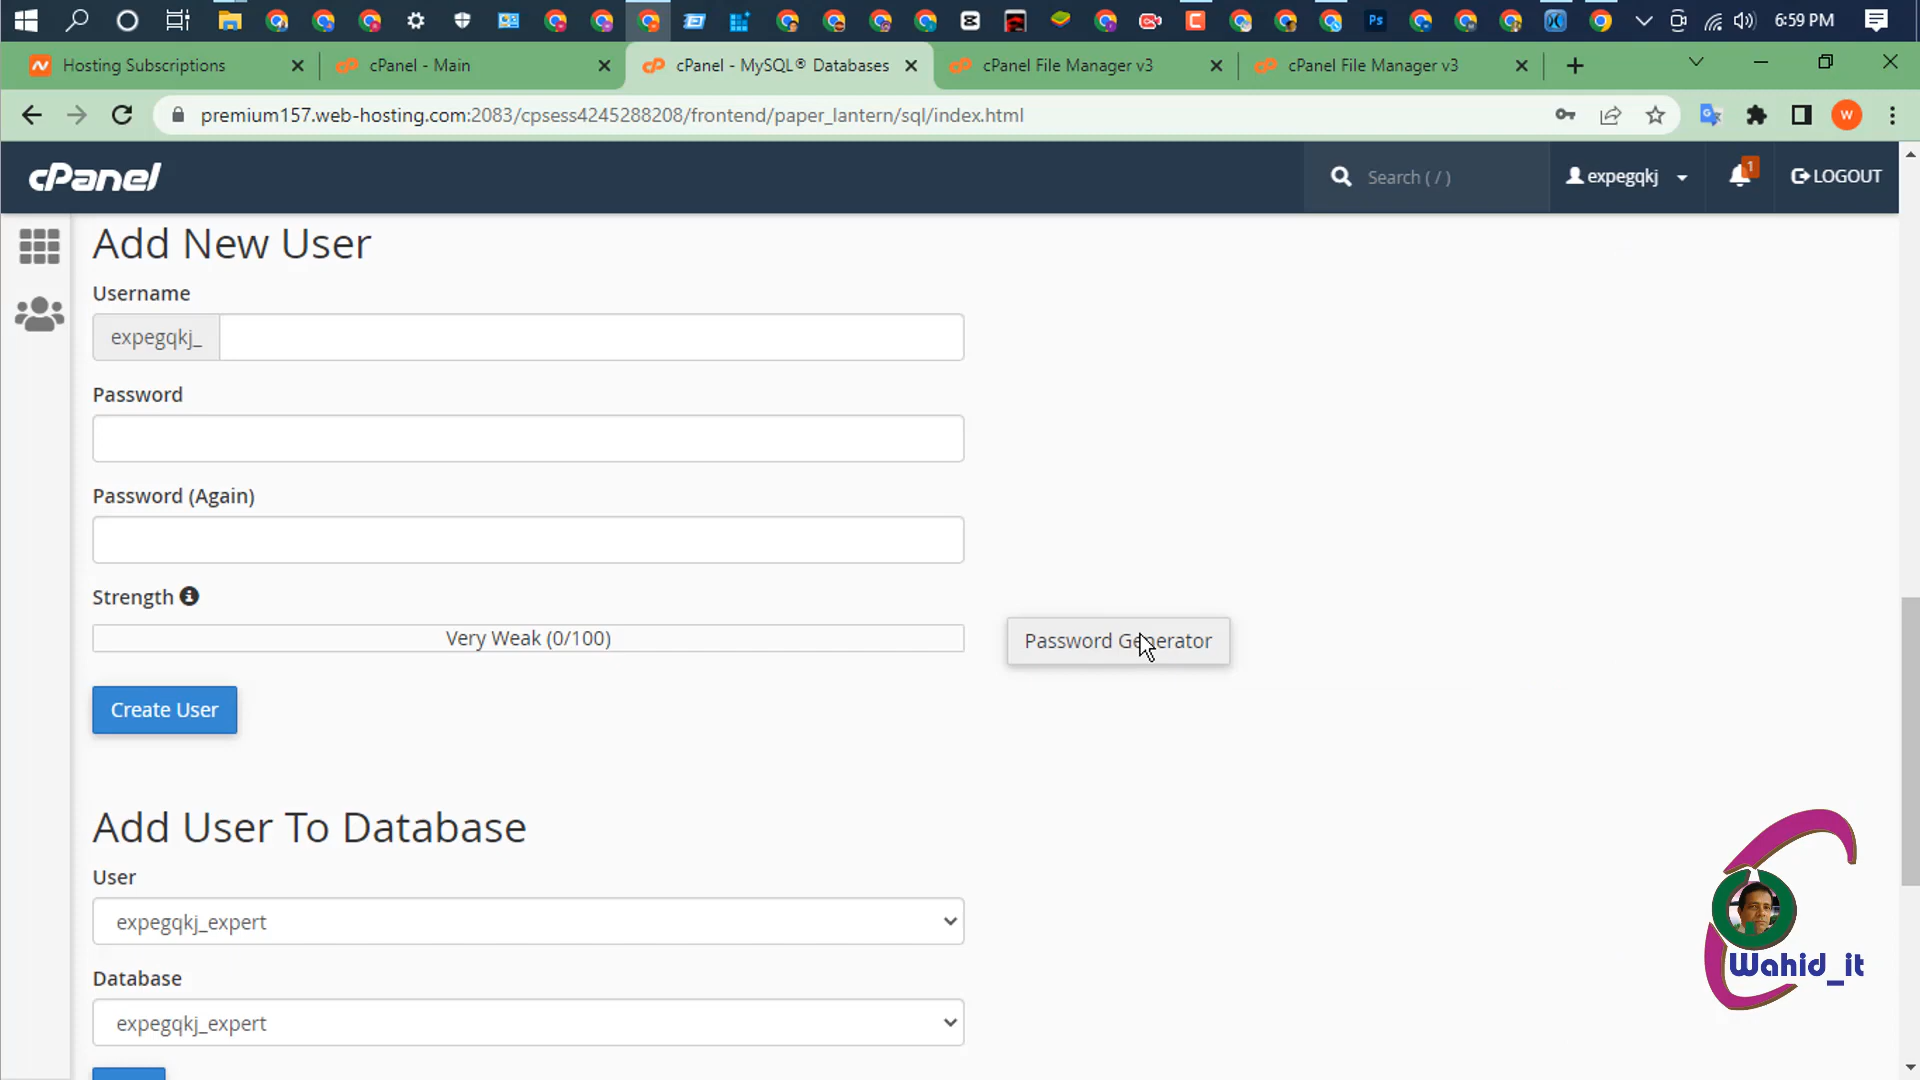 6:59 PM
Hosting Subscriptions
cPanel - Main
cPanel - MySQL® Databases
cPanel File Manager v3
cPanel File Manager v3
premium157.web-hosting.com:2083/cpsess4245288208/frontend/paper_lantern/sql/index.html
W
cPanel
Search ( / )
expegqkj
1
LOGOUT
Add New User
Username
expegqkj_
Password
Password (Again)
Strength
Very Weak (0/100)
Password Generator
Create User
Add User To Database
User
expegqkj_expert
Database
expegqkj_expert
Wahid_it